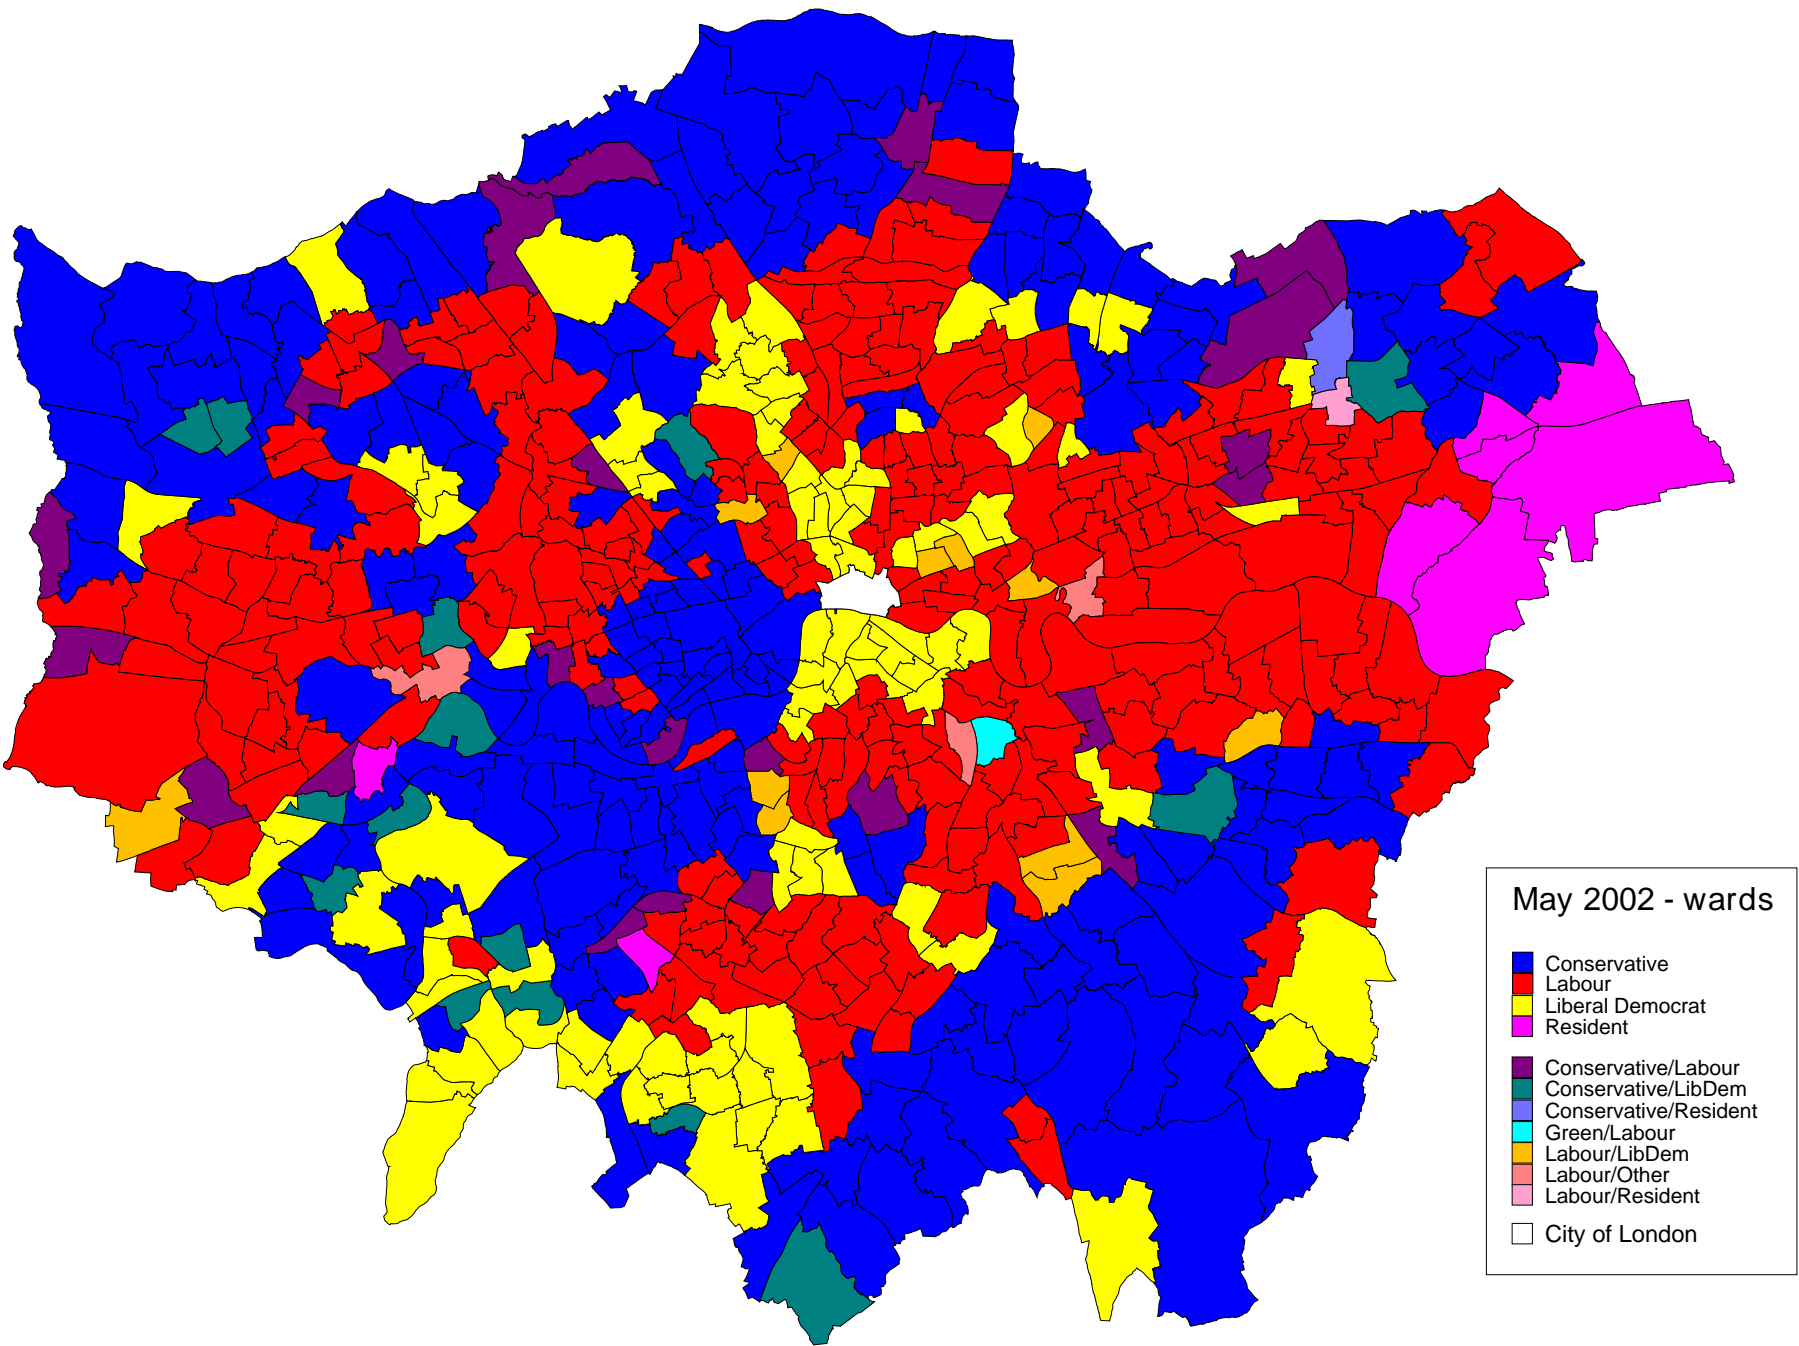 May 2002 - wards
Conservative
Labour
Liberal Democrat
Resident
Conservative/Labour
Conservative/LibDem
Conservative/Resident
Green/Labour
Labour/LibDem
Labour/Other
Labour/Resident
City of London